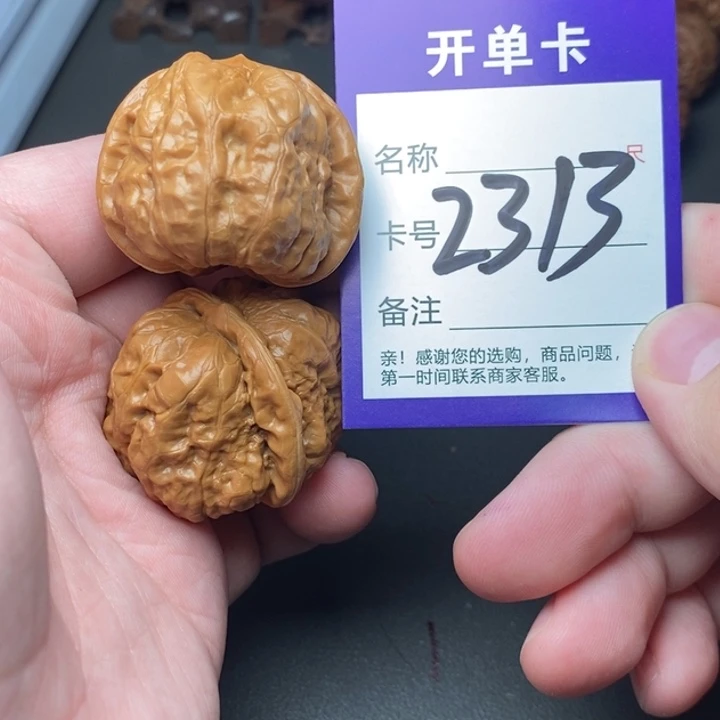 开单卡
名称 尺
卡号 2313
备注
亲！感谢您的选购，商品问题，
第一时间联系商家客服。